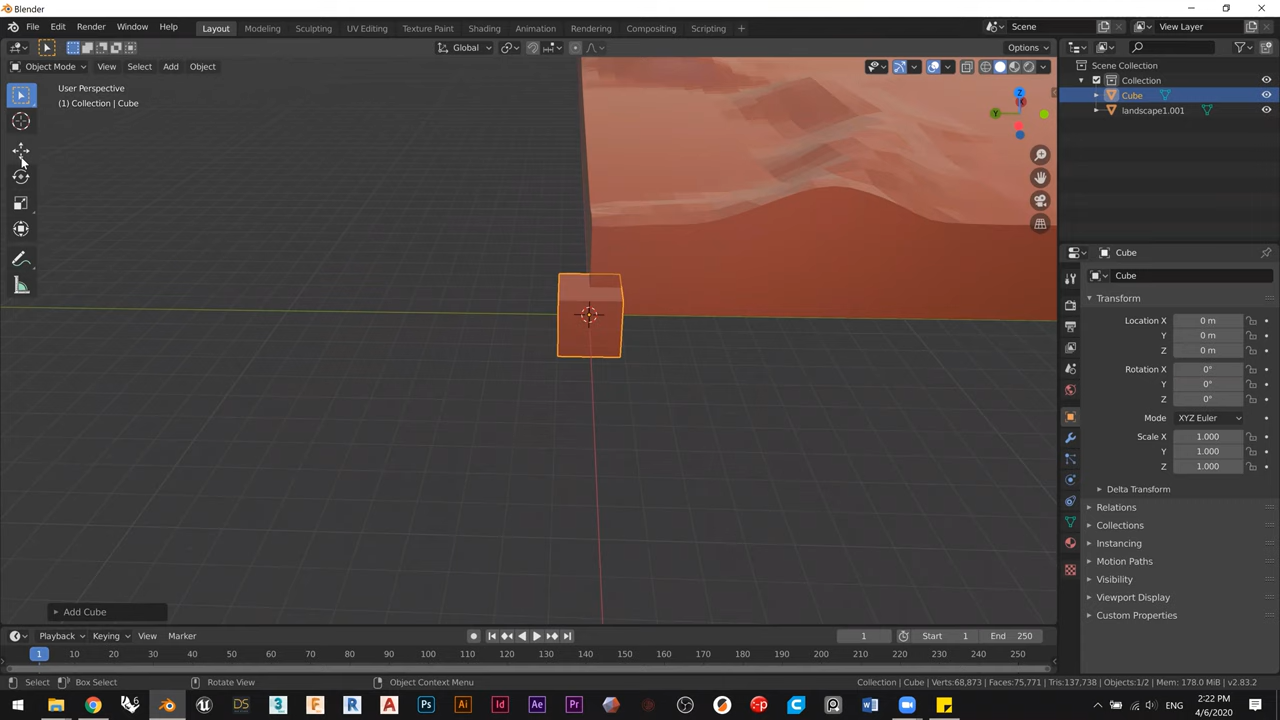 Blender
File Edit Render Window Help Layout Modeling Sculpting UV Editing Texture Paint Shading Animation Rendering Compositing Scripting Scene View Layer
Global Options
Object Mode View Select Add Object
User Perspective
(1) Collection | Cube
Z
Y
Scene Collection
Collection
Cube
landscape1.001
Cube
Cube
Transform
Location X 0 m
Y 0 m
Z 0 m
Rotation X 0°
Y 0°
Z 0°
Mode XYZ Euler
Scale X 1.000
Y 1.000
Z 1.000
Delta Transform
Relations
Collections
Instancing
Motion Paths
Visibility
Viewport Display
Custom Properties
Add Cube
Playback Keying View Marker 1 Start 1 End 250
1 10 20 30 40 50 60 70 80 90 100 110 120 130 140 150 160 170 180 190 200 210 220 230 240 250
Select Box Select Rotate View Object Context Menu Collection | Cube | Verts:68,873 | Faces:75,771 | Tris:137,738 | Objects:1/2 | Mem: 178.0 MiB | v2.83.2
DS 3 F R A Ps Ai Id Ae Pr W
2:22 PM
4/6/2020